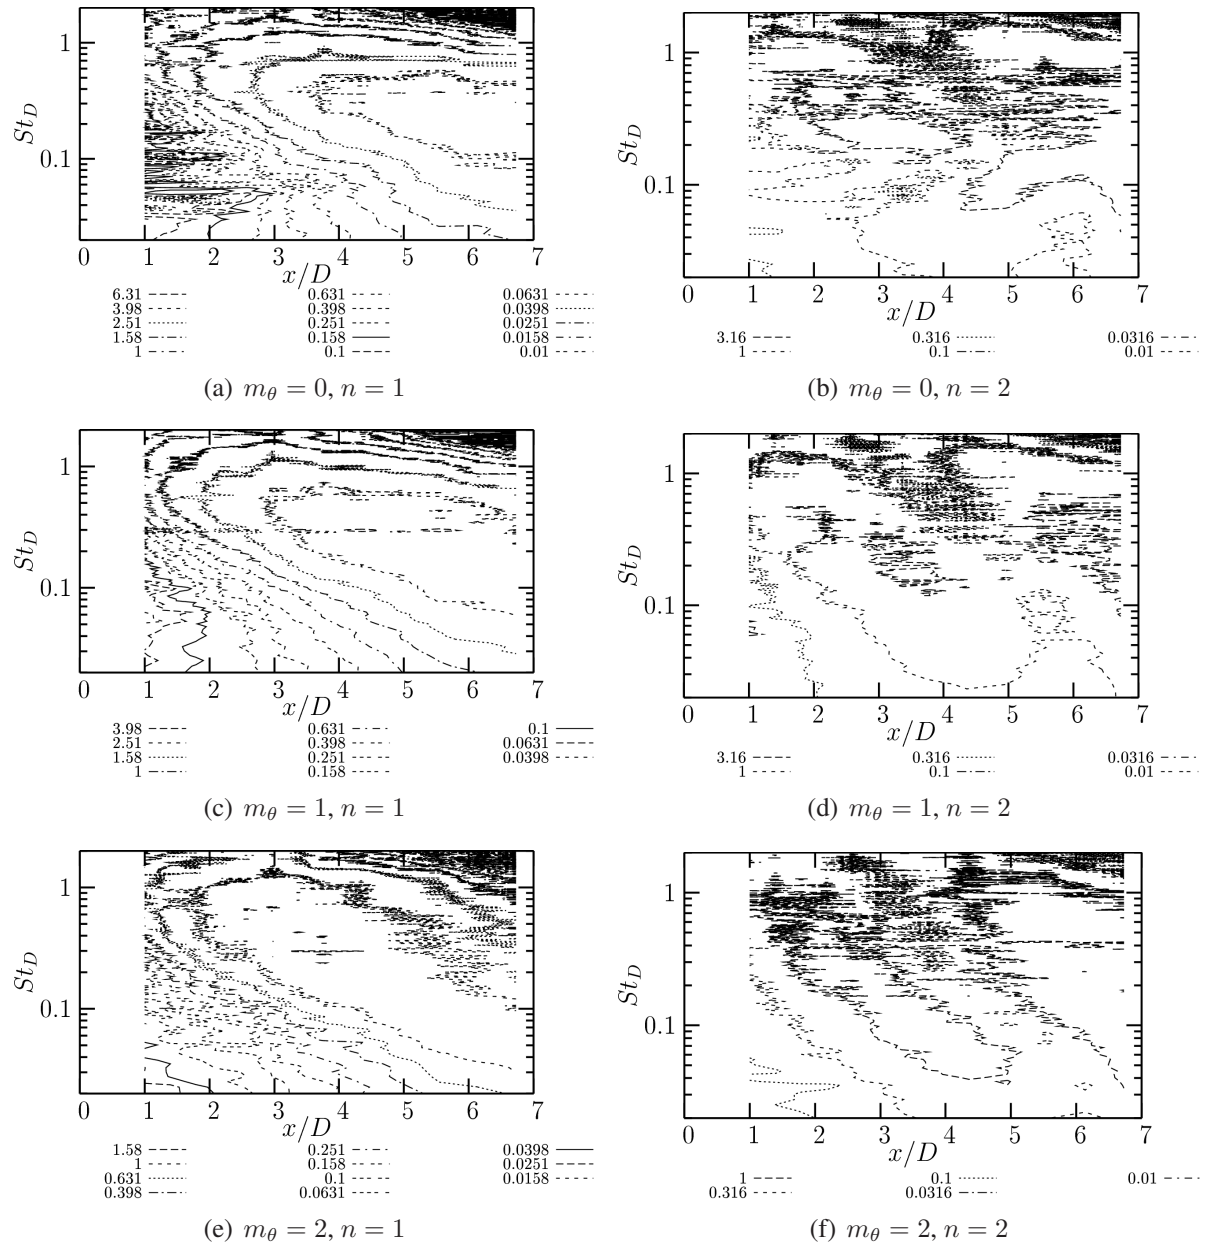 1
0.1
St_D
0 1 2 3 4 5 6 7
x/D
6.31 0.631 0.0631
3.98 0.398 0.0398
2.51 0.251 0.0251
1.58 0.158 0.0158
1 0.1 0.01
(a) m_θ = 0, n = 1
1
0.1
St_D
0 1 2 3 4 5 6 7
x/D
3.16 0.316 0.0316
1 0.1 0.01
(b) m_θ = 0, n = 2
1
0.1
St_D
0 1 2 3 4 5 6 7
x/D
3.98 0.631 0.1
2.51 0.398 0.0631
1.58 0.251 0.0398
1 0.158
(c) m_θ = 1, n = 1
1
0.1
St_D
0 1 2 3 4 5 6 7
x/D
3.16 0.316 0.0316
1 0.1 0.01
(d) m_θ = 1, n = 2
1
0.1
St_D
0 1 2 3 4 5 6 7
x/D
1.58 0.251 0.0398
1 0.158 0.0251
0.631 0.1 0.0158
0.398 0.0631
(e) m_θ = 2, n = 1
1
0.1
St_D
0 1 2 3 4 5 6 7
x/D
1 0.1 0.01
0.316 0.0316
(f) m_θ = 2, n = 2